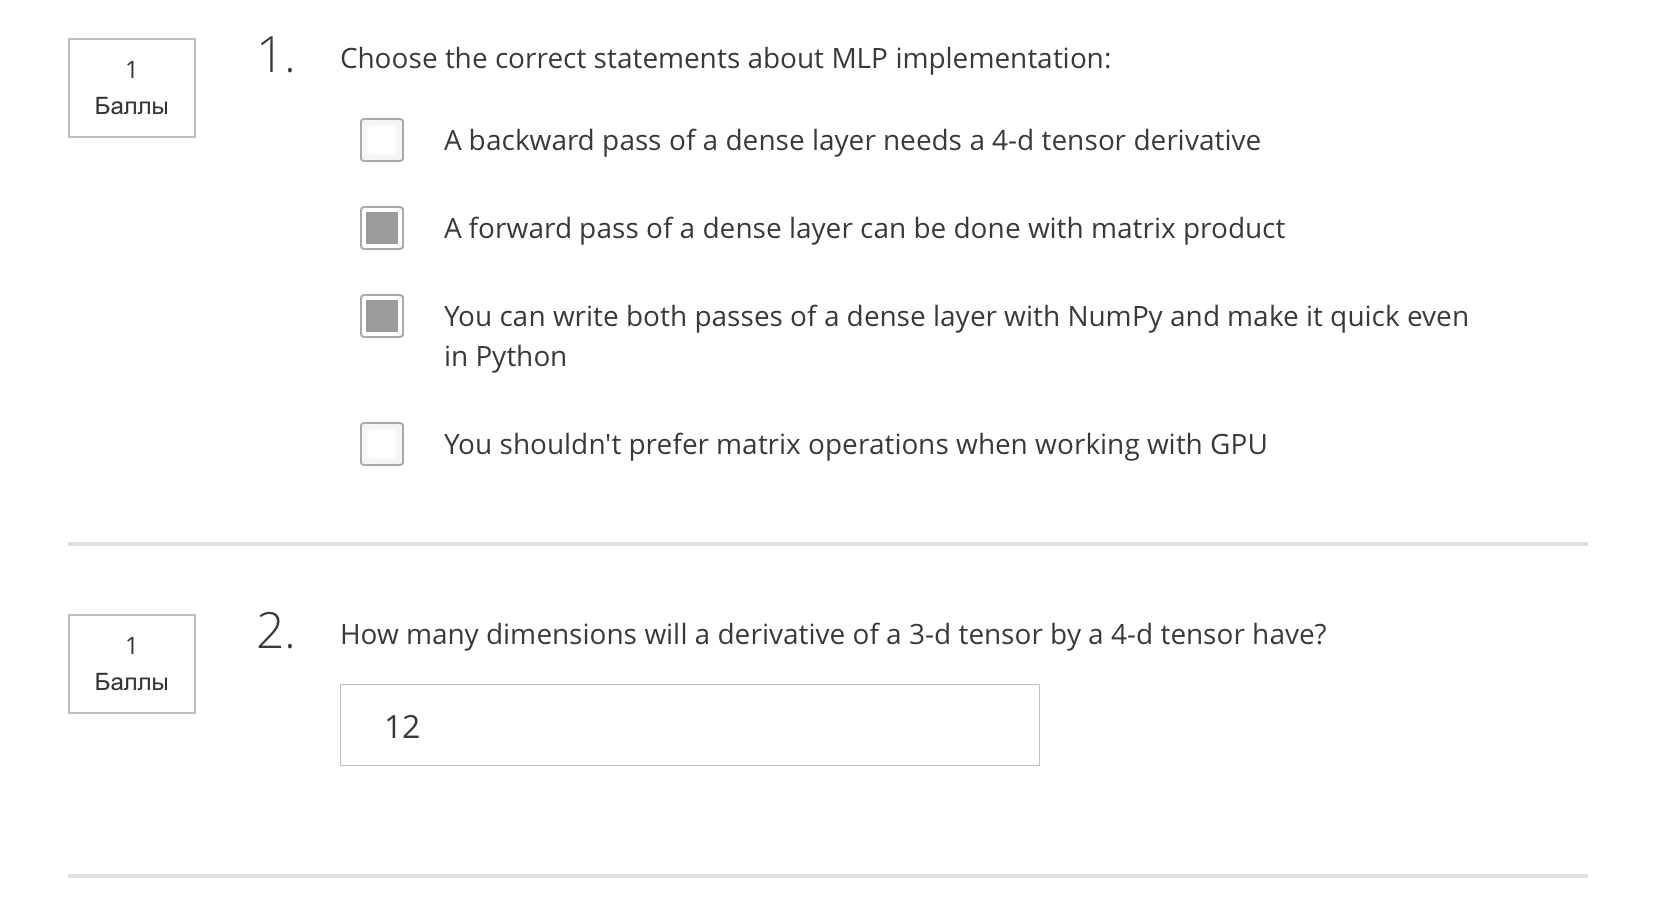 1
Баллы
1.
Choose the correct statements about MLP implementation:
A backward pass of a dense layer needs a 4-d tensor derivative
A forward pass of a dense layer can be done with matrix product
You can write both passes of a dense layer with NumPy and make it quick even
in Python
You shouldn't prefer matrix operations when working with GPU
1
Баллы
2.
How many dimensions will a derivative of a 3-d tensor by a 4-d tensor have?
12